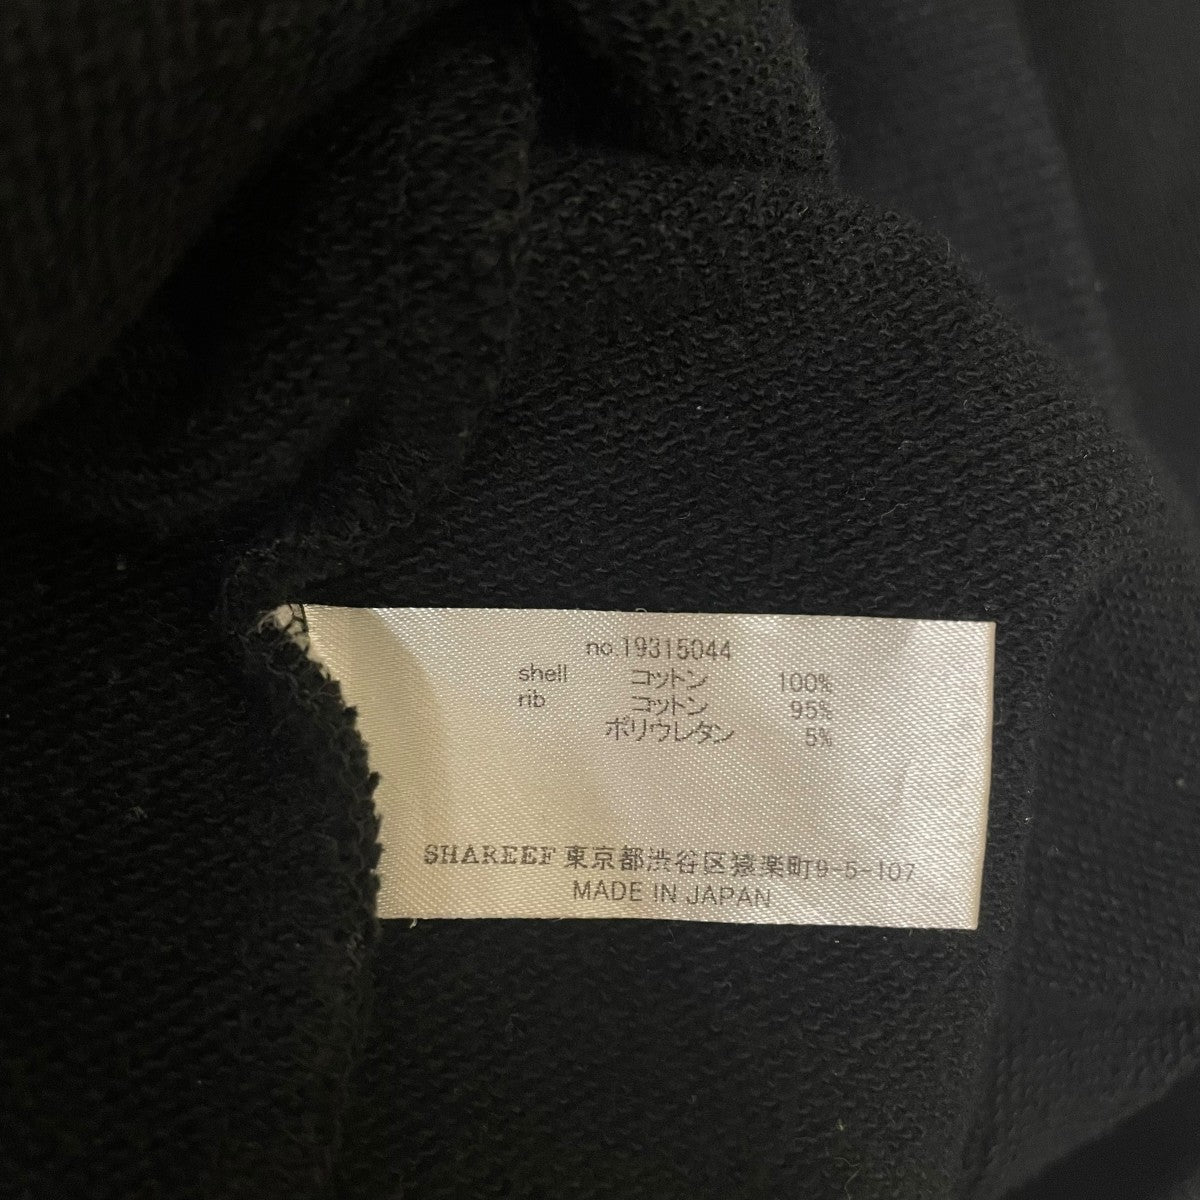 no.19315044
shell コットン 100%
rib コットン 95%
ポリウレタン 5%
SHAREEF 東京都渋谷区猿楽町9-5-107
MADE IN JAPAN